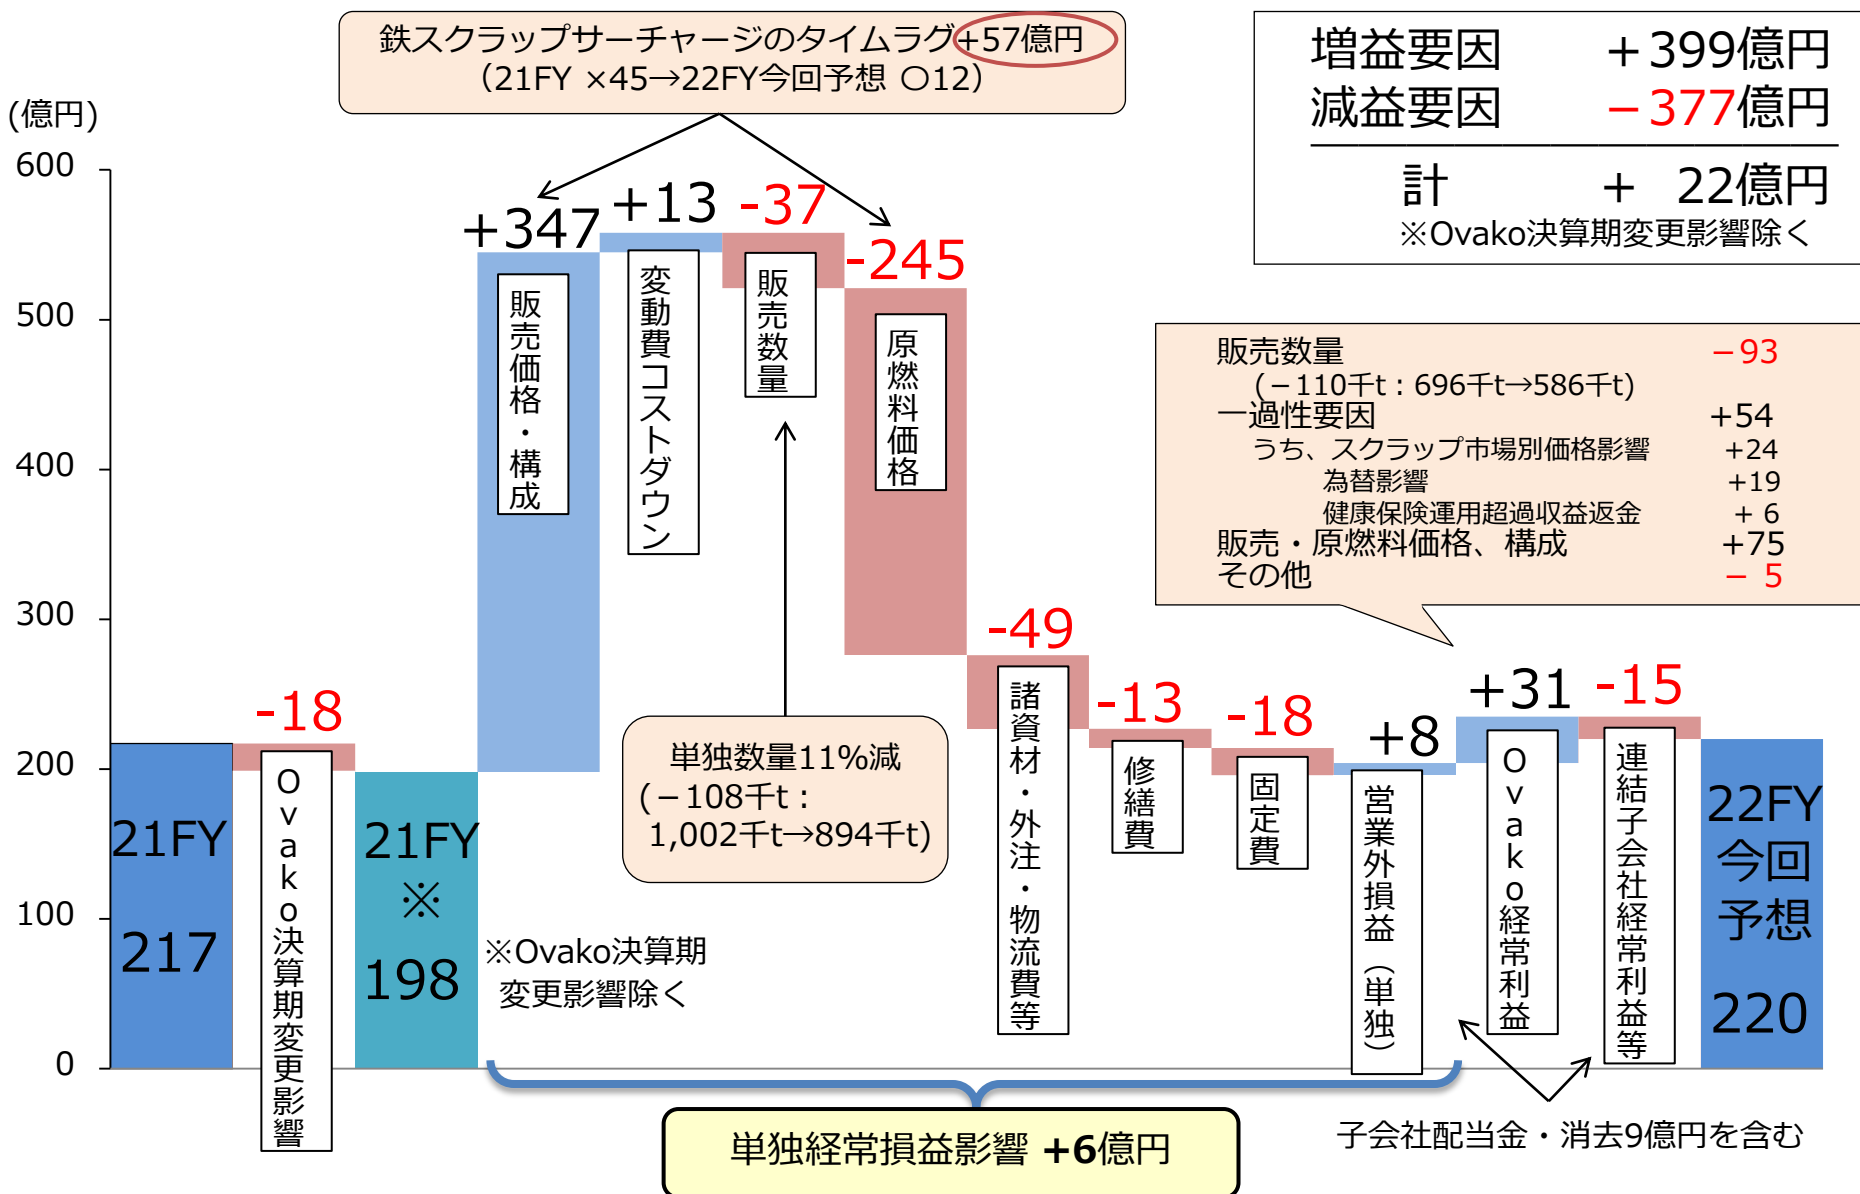 鉄スクラップサーチャージのタイムラグ+57億円
（21FY ×45→22FY今回予想 〇12）
増益要因 +399億円
減益要因 －377億円
計 + 22億円
※Ovako決算期変更影響除く
(億円)
600
500
400
300
200
100
0
+347
+13
-37
-245
販売価格・構成
変動費コストダウン
販売数量
原燃料価格
販売数量 －93
(－110千t：696千t→586千t)
一過性要因 +54
うち、スクラップ市場別価格影響 +24
為替影響 +19
健康保険運用超過収益返金 + 6
販売・原燃料価格、構成 +75
その他 － 5
-18
-49
-13
-18
+8
+31
-15
21FY
217
Ovako決算期変更影響
21FY
※
198
※Ovako決算期
変更影響除く
単独数量11%減
(－108千t：
1,002千t→894千t)
諸資材・外注・物流費等
修繕費
固定費
営業外損益（単独）
Ovako経常利益
連結子会社経常利益等
22FY
今回
予想
220
単独経常損益影響 +6億円
子会社配当金・消去9億円を含む